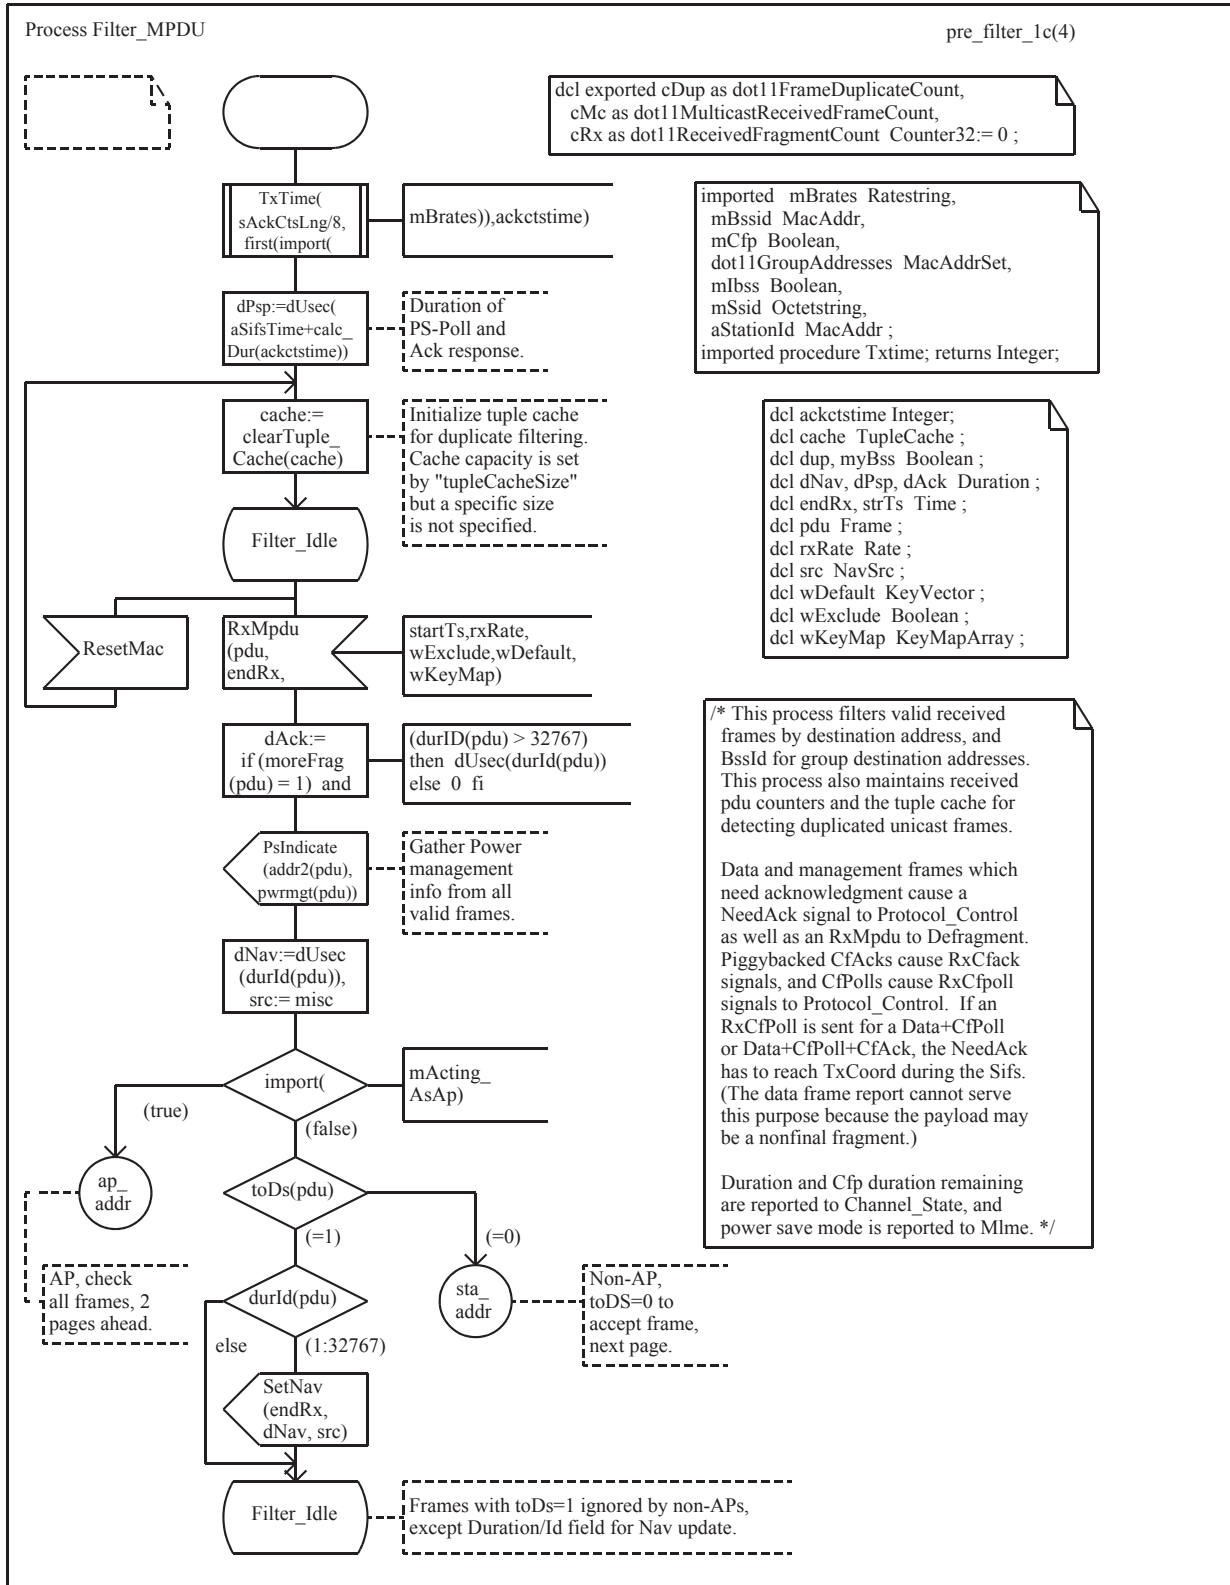 Process Filter_MPDU
pre_filter_1c(4)
dcl exported cDup as dot11FrameDuplicateCount,
cMc as dot11MulticastReceivedFrameCount,
cRx as dot11ReceivedFragmentCount Counter32:= 0 ;
TxTime(
sAckCtsLng/8,
first(import(
mBrates)),ackctstime)
imported mBrates Ratestring,
mBssid MacAddr,
mCfp Boolean,
dot11GroupAddresses MacAddrSet,
mIbss Boolean,
mSsid Octetstring,
aStationId MacAddr ;
imported procedure Txtime; returns Integer;
dPsp:=dUsec(
aSifsTime+calc_
Dur(ackctstime))
Duration of
PS-Poll and
Ack response.
cache:=
clearTuple_
Cache(cache)
Initialize tuple cache
for duplicate filtering.
Cache capacity is set
by "tupleCacheSize"
but a specific size
is not specified.
dcl ackctstime Integer;
dcl cache TupleCache ;
dcl dup, myBss Boolean ;
dcl dNav, dPsp, dAck Duration ;
dcl endRx, strTs Time ;
dcl pdu Frame ;
dcl rxRate Rate ;
dcl src NavSrc ;
dcl wDefault KeyVector ;
dcl wExclude Boolean ;
dcl wKeyMap KeyMapArray ;
Filter_Idle
ResetMac
RxMpdu
(pdu,
endRx,
startTs,rxRate,
wExclude,wDefault,
wKeyMap)
dAck:=
if (moreFrag
(pdu) = 1) and
(durID(pdu) > 32767)
then dUsec(durId(pdu))
else 0 fi
/* This process filters valid received
frames by destination address, and
BssId for group destination addresses.
This process also maintains received
pdu counters and the tuple cache for
detecting duplicated unicast frames.
Data and management frames which
need acknowledgment cause a
NeedAck signal to Protocol_Control
as well as an RxMpdu to Defragment.
Piggybacked CfAcks cause RxCfack
signals, and CfPolls cause RxCfpoll
signals to Protocol_Control. If an
RxCfPoll is sent for a Data+CfPoll
or Data+CfPoll+CfAck, the NeedAck
has to reach TxCoord during the Sifs.
(The data frame report cannot serve
this purpose because the payload may
be a nonfinal fragment.)
Duration and Cfp duration remaining
are reported to Channel_State, and
power save mode is reported to Mlme. */
PsIndicate
(addr2(pdu),
pwrmgt(pdu))
Gather Power
management
info from all
valid frames.
dNav:=dUsec
(durId(pdu)),
src:= misc
import(
mActing_
AsAp)
(true)
(false)
ap_
addr
toDs(pdu)
(=1)
(=0)
AP, check
all frames, 2
pages ahead.
durId(pdu)
sta_
addr
Non-AP,
toDS=0 to
accept frame,
next page.
else
(1:32767)
SetNav
(endRx,
dNav, src)
Filter_Idle
Frames with toDs=1 ignored by non-APs,
except Duration/Id field for Nav update.